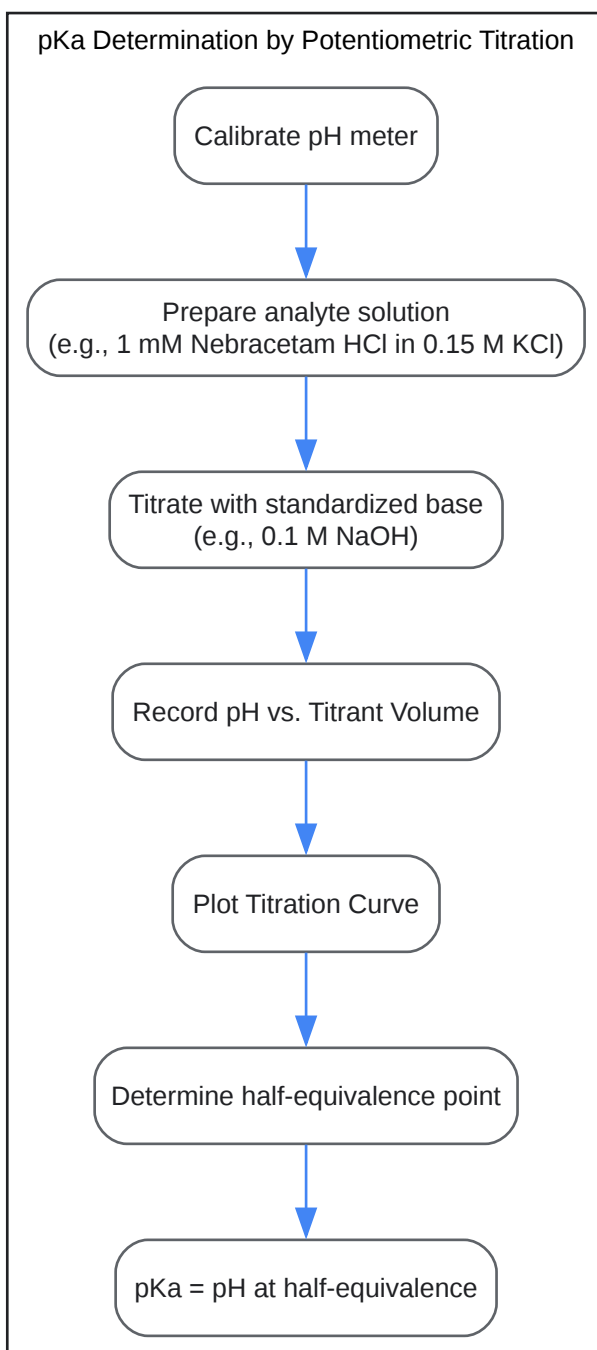 pKa Determination by Potentiometric Titration
Calibrate pH meter
Prepare analyte solution
(e.g., 1 mM Nebracetam HCl in 0.15 M KCl)
Titrate with standardized base
(e.g., 0.1 M NaOH)
Record pH vs. Titrant Volume
Plot Titration Curve
Determine half-equivalence point
pKa = pH at half-equivalence